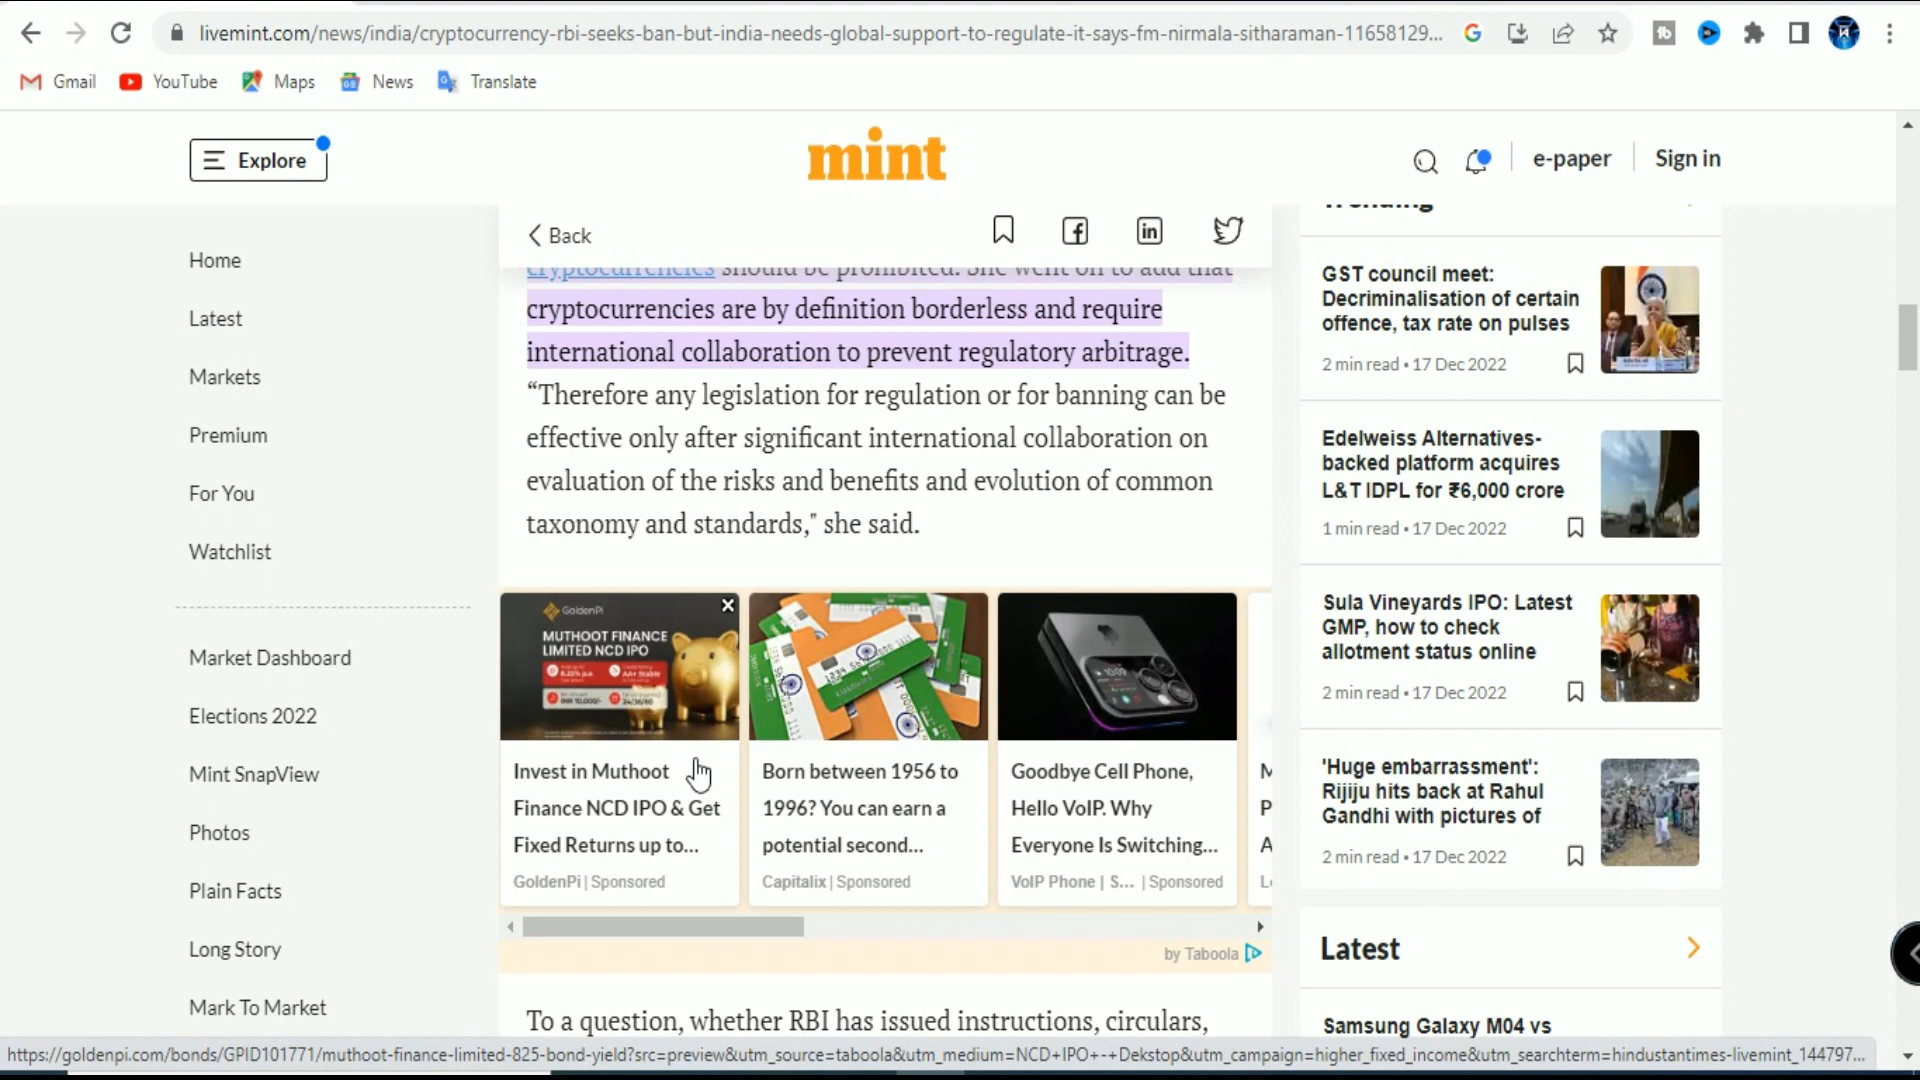 livemint.com/news/india/cryptocurrency-rbi-seeks-ban-but-india-needs-global-support-to-regulate-it-says-fm-nirmala-sitharaman-11658129...
Gmail
YouTube
Maps
News
Translate
Explore
mint
e-paper
Sign in
Back
Home
Latest
Markets
Premium
For You
Watchlist
Market Dashboard
Elections 2022
Mint SnapView
Photos
Plain Facts
Long Story
Mark To Market
cryptocurrencies should be prohibited. She went on to add that
cryptocurrencies are by definition borderless and require
international collaboration to prevent regulatory arbitrage.
“Therefore any legislation for regulation or for banning can be
effective only after significant international collaboration on
evaluation of the risks and benefits and evolution of common
taxonomy and standards," she said.
GoldenPi
MUTHOOT FINANCE
LIMITED NCD IPO
Invest in Muthoot
Finance NCD IPO & Get
Fixed Returns up to...
GoldenPi | Sponsored
Born between 1956 to
1996? You can earn a
potential second...
Capitalix | Sponsored
Goodbye Cell Phone,
Hello VoIP. Why
Everyone Is Switching...
VoIP Phone | S... | Sponsored
by Taboola
To a question, whether RBI has issued instructions, circulars,
Trending
GST council meet:
Decriminalisation of certain
offence, tax rate on pulses
2 min read • 17 Dec 2022
Edelweiss Alternatives-
backed platform acquires
L&T IDPL for ₹6,000 crore
1 min read • 17 Dec 2022
Sula Vineyards IPO: Latest
GMP, how to check
allotment status online
2 min read • 17 Dec 2022
'Huge embarrassment':
Rijiju hits back at Rahul
Gandhi with pictures of
2 min read • 17 Dec 2022
Latest
Samsung Galaxy M04 vs
https://goldenpi.com/bonds/GPID101771/muthoot-finance-limited-825-bond-yield?src=preview&utm_source=taboola&utm_medium=NCD+IPO+-+Dekstop&utm_campaign=higher_fixed_income&utm_searchterm=hindustantimes-livemint_144797...